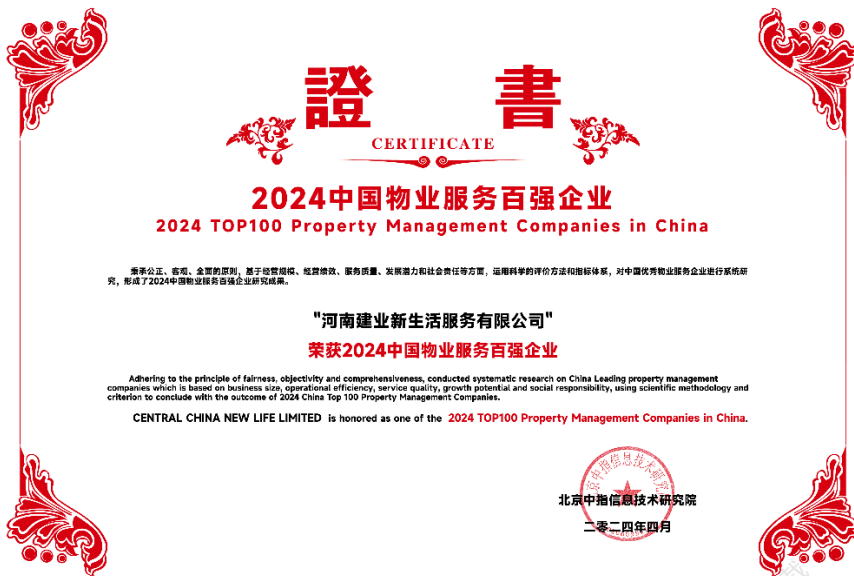 證 書
CERTIFICATE
2024中国物业服务百强企业
2024 TOP100 Property Management Companies in China
秉承公正、客观、全面的原则，基于经营规模、经营绩效、服务质量、发展潜力和社会责任等方面，运用科学的评价方法和指标体系，对中国优秀物业服务企业进行系统研
究，形成了2024中国物业服务百强企业研究成果。
"河南建业新生活服务有限公司"
荣获2024中国物业服务百强企业
Adhering to the principle of fairness, objectivity and comprehensiveness, conducted systematic research on China Leading property management
companies which is based on business size, operational efficiency, service quality, growth potential and social responsibility, using scientific methodology and
criterion to conclude with the outcome of 2024 China Top 100 Property Management Companies.
CENTRAL CHINA NEW LIFE LIMITED is honored as one of the 2024 TOP100 Property Management Companies in China.
北京中指信息技术研究院
北京中指信息技术研究院
二零二四年四月